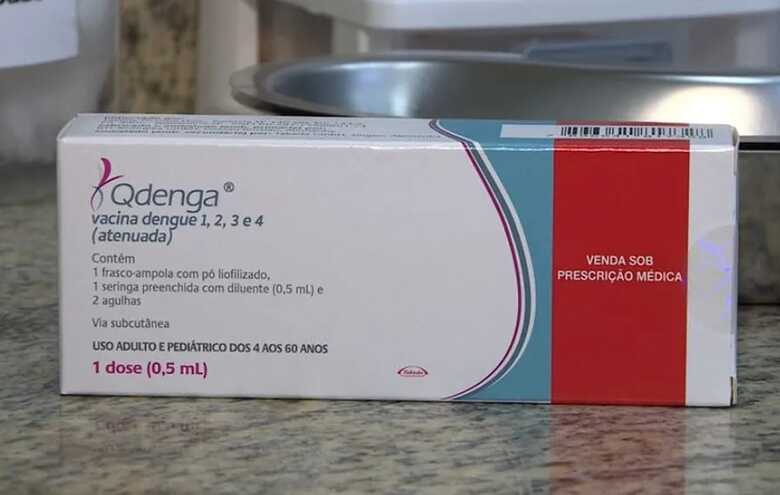 Qdenga®
vacina dengue 1, 2, 3 e 4
(atenuada)
Contém
1 frasco-ampola com pó liofilizado,
1 seringa preenchida com diluente (0,5 mL) e
2 agulhas
Via subcutânea
USO ADULTO E PEDIÁTRICO DOS 4 AOS 60 ANOS
1 dose (0,5 mL)
Takeda
VENDA SOB
PRESCRIÇÃO MÉDICA